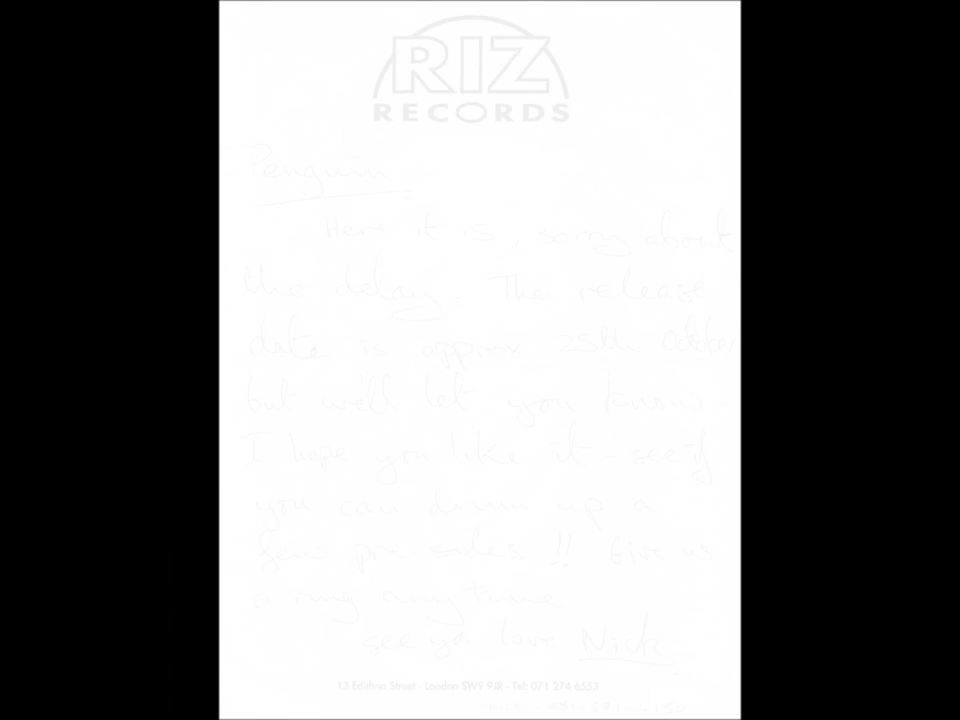 RIZ
RECORDS
Penguin -
Here it is, sorry about
the delay. The release
date is approx 25th October
but we'll let you know
I hope you like it - see if
you can drum up a
few pre sales !! Give us
a ring anytime
see ya love Nick
13 Edithna Street · London SW9 9JR · Tel: 071 274 6553